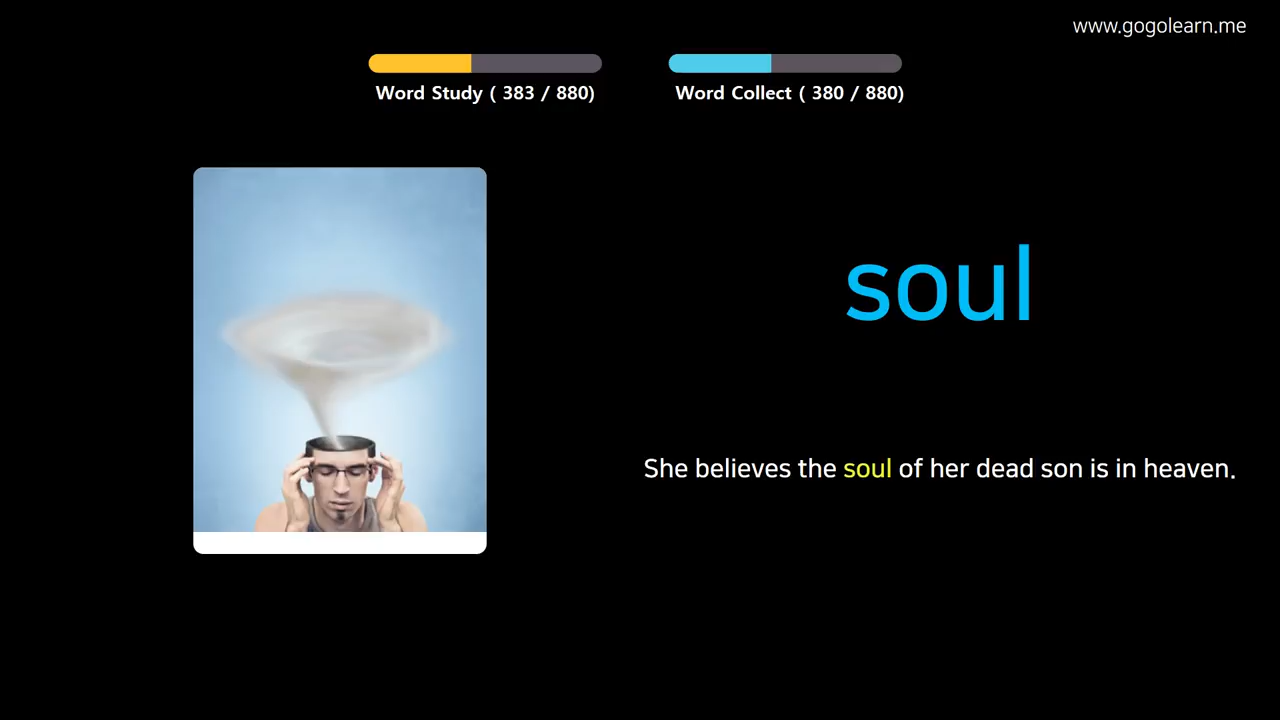 www.gogolearn.me
Word Study ( 383 / 880)
Word Collect ( 380 / 880)
soul
She believes the soul of her dead son is in heaven.